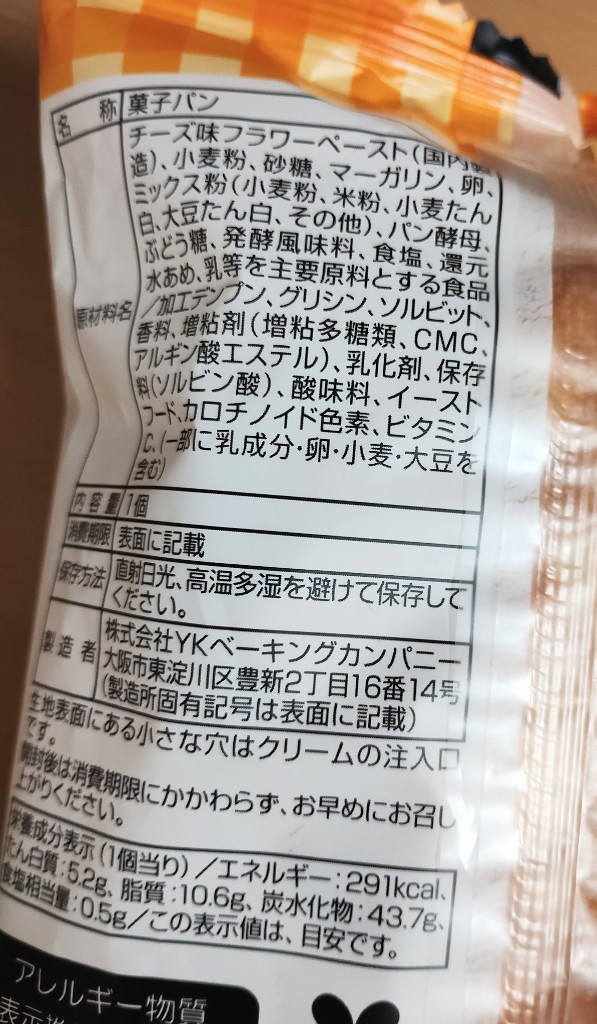 名称 菓子パン
原材料名 チーズ味フラワーペースト(国内製
造)、小麦粉、砂糖、マーガリン、卵、
ミックス粉(小麦粉、米粉、小麦たん
白、大豆たん白、その他)、パン酵母、
ぶどう糖、発酵風味料、食塩、還元
水あめ、乳等を主要原料とする食品
/加工デンプン、グリシン、ソルビット、
香料、増粘剤(増粘多糖類、CMC、
アルギン酸エステル)、乳化剤、保存
料(ソルビン酸)、酸味料、イースト
フード、カロチノイド色素、ビタミン
C、(一部に乳成分・卵・小麦・大豆を
含む)
内容量 1個
消費期限 表面に記載
保存方法 直射日光、高温多湿を避けて保存して
ください。
製造者 株式会社YKベーキングカンパニー
大阪市東淀川区豊新2丁目16番14号
(製造所固有記号は表面に記載)
生地表面にある小さな穴はクリームの注入口
です。
開封後は消費期限にかかわらず、お早めにお召し
上がりください。
栄養成分表示(1個当り)/エネルギー:291kcal、
たん白質:5.2g、脂質:10.6g、炭水化物:43.7g、
食塩相当量:0.5g/この表示値は、目安です。
アレルギー物質
表示